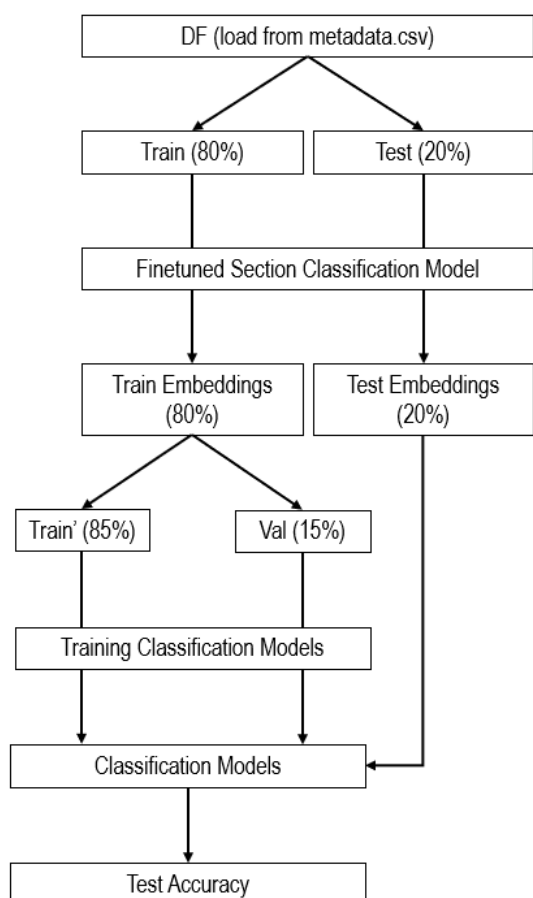 DF (load from metadata.csv)
Train (80%)
Test (20%)
Finetuned Section Classification Model
Train Embeddings
(80%)
Test Embeddings
(20%)
Train’ (85%)
Val (15%)
Training Classification Models
Classification Models
Test Accuracy